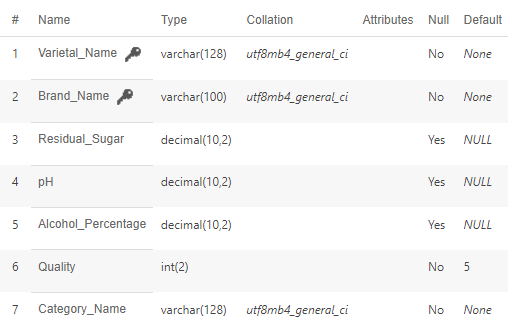 # Name Type Collation Attributes Null Default
1 Varietal_Name varchar(128) utf8mb4_general_ci No None
2 Brand_Name varchar(100) utf8mb4_general_ci No None
3 Residual_Sugar decimal(10,2) Yes NULL
4 pH decimal(10,2) Yes NULL
5 Alcohol_Percentage decimal(10,2) Yes NULL
6 Quality int(2) No 5
7 Category_Name varchar(128) utf8mb4_general_ci No None